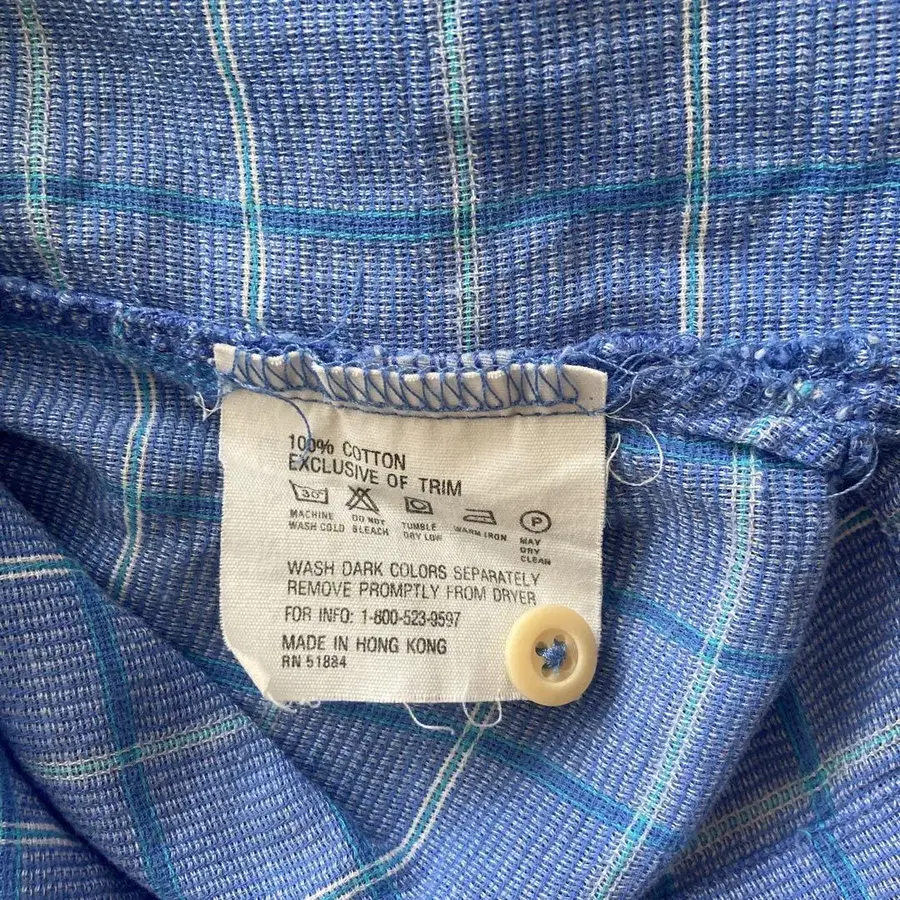 100% COTTON
EXCLUSIVE OF TRIM
30°
P
MACHINE WASH COLD
DO NOT BLEACH
TUMBLE DRY LOW
WARM IRON
MAY DRY CLEAN
WASH DARK COLORS SEPARATELY
REMOVE PROMPTLY FROM DRYER
FOR INFO: 1-800-523-9597
MADE IN HONG KONG
RN 51884